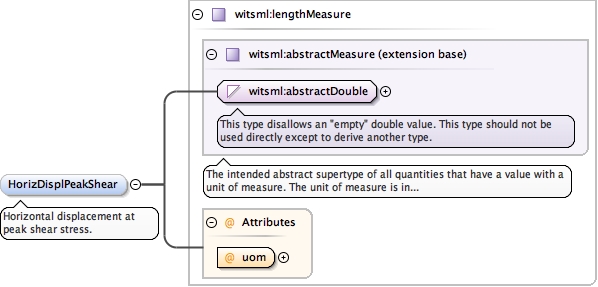 witsml:lengthMeasure
witsml:abstractMeasure (extension base)
witsml:abstractDouble
This type disallows an "empty" double value. This type should not be
used directly except to derive another type.
The intended abstract supertype of all quantities that have a value with a
unit of measure. The unit of measure is in...
HorizDisplPeakShear
Horizontal displacement at
peak shear stress.
@ Attributes
@ uom